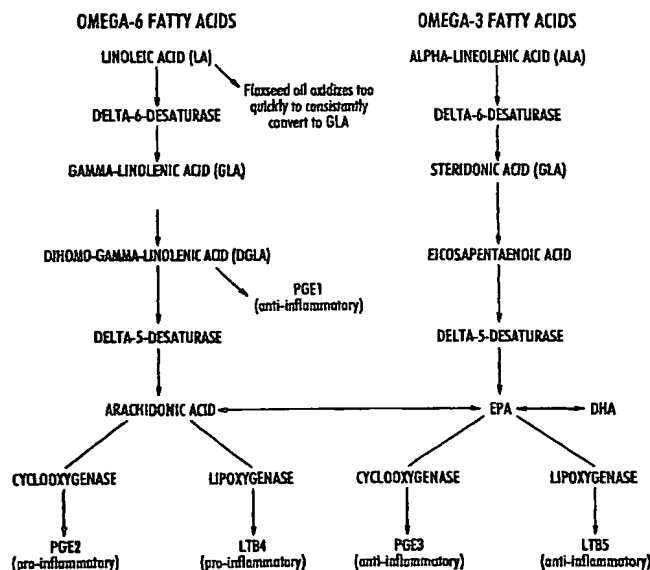 OMEGA-6 FATTY ACIDS
LINOLEIC ACID (LA)
Flaxseed oil oxidizes too
quickly to consistantly
convert to GLA
DELTA-6-DESATURASE
GAMMA-LINOLENIC ACID (GLA)
DIHOMO-GAMMA-LINOLENIC ACID (DGLA)
PGE1
(anti-inflammatory)
DELTA-5-DESATURASE
ARACHIDONIC ACID
CYCLOOXYGENASE
LIPOXYGENASE
PGE2
(pro-inflammatory)
LTB4
(pro-inflammatory)
OMEGA-3 FATTY ACIDS
ALPHA-LINEOLENIC ACID (ALA)
DELTA-6-DESATURASE
STERIDONIC ACID (GLA)
EICOSAPENTAENOIC ACID
DELTA-5-DESATURASE
EPA
DHA
CYCLOOXYGENASE
LIPOXYGENASE
PGE3
(anti-inflammatory)
LTB5
(anti-inflammatory)